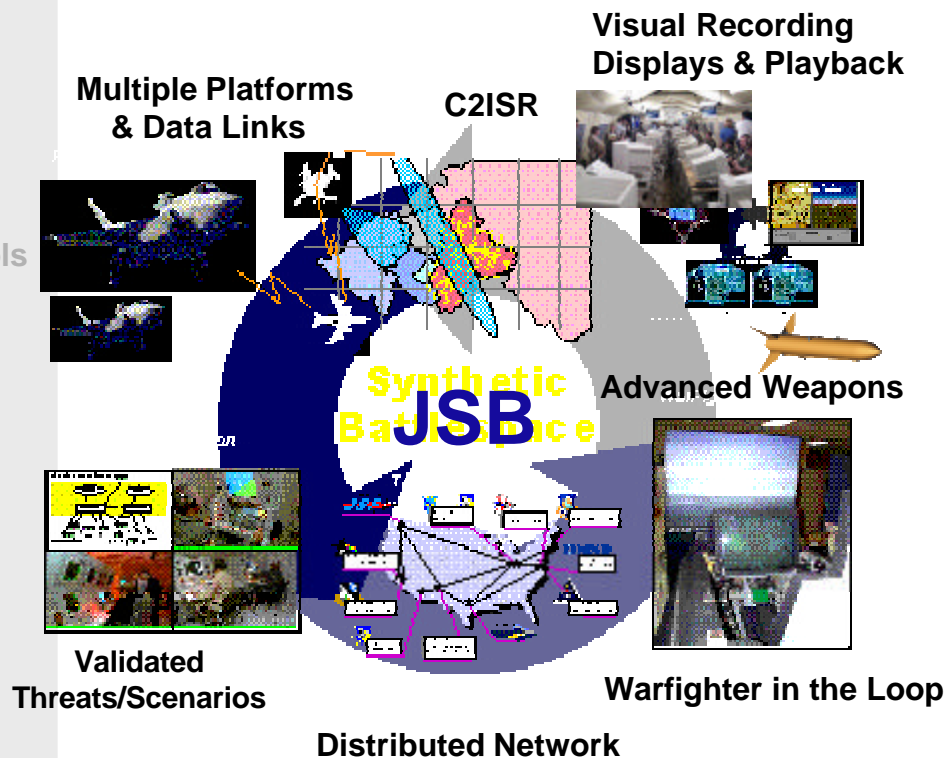 Visual Recording
Displays & Playback
Multiple Platforms
& Data Links
C2ISR
ls
Synthetic
Battlespace
JSB
Advanced Weapons
Validated
Threats/Scenarios
Warfighter in the Loop
Distributed Network